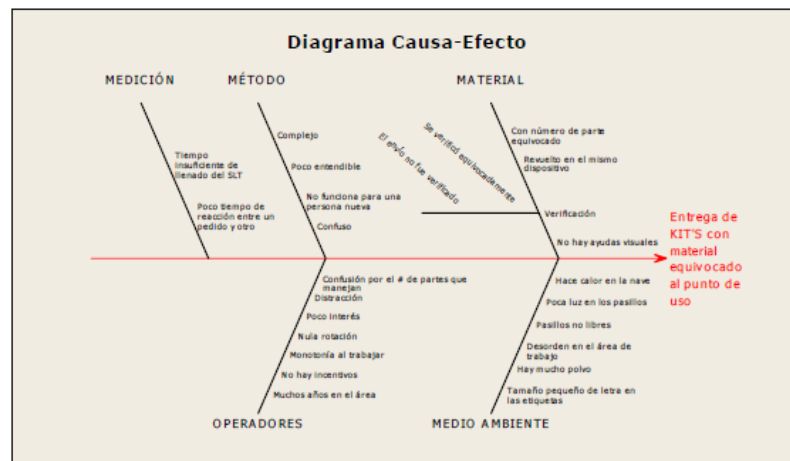 Diagrama Causa-Efecto
MEDICIÓN
MÉTODO
MATERIAL
Tiempo
Insuficiente de
llenado del SLT
Poco tiempo de
reacción entre un
pedido y otro
Complejo
Poco entendible
No funciona para una
persona nueva
Confuso
El envío no fue verificado
Se verificó equivocadamente
Con número de parte
equivocado
Revuelto en el mismo
dispositivo
Verificación
No hay ayudas visuales
Entrega de
KIT'S con
material
equivocado
al punto de
uso
Confusión por el # de partes que
manejan
Distracción
Poco interés
Nula rotación
Monotonía al trabajar
No hay incentivos
Muchos años en el área
OPERADORES
Hace calor en la nave
Poca luz en los pasillos
Pasillos no libres
Desorden en el área de
trabajo
Hay mucho polvo
Tamaño pequeño de letra en
las etiquetas
MEDIO AMBIENTE